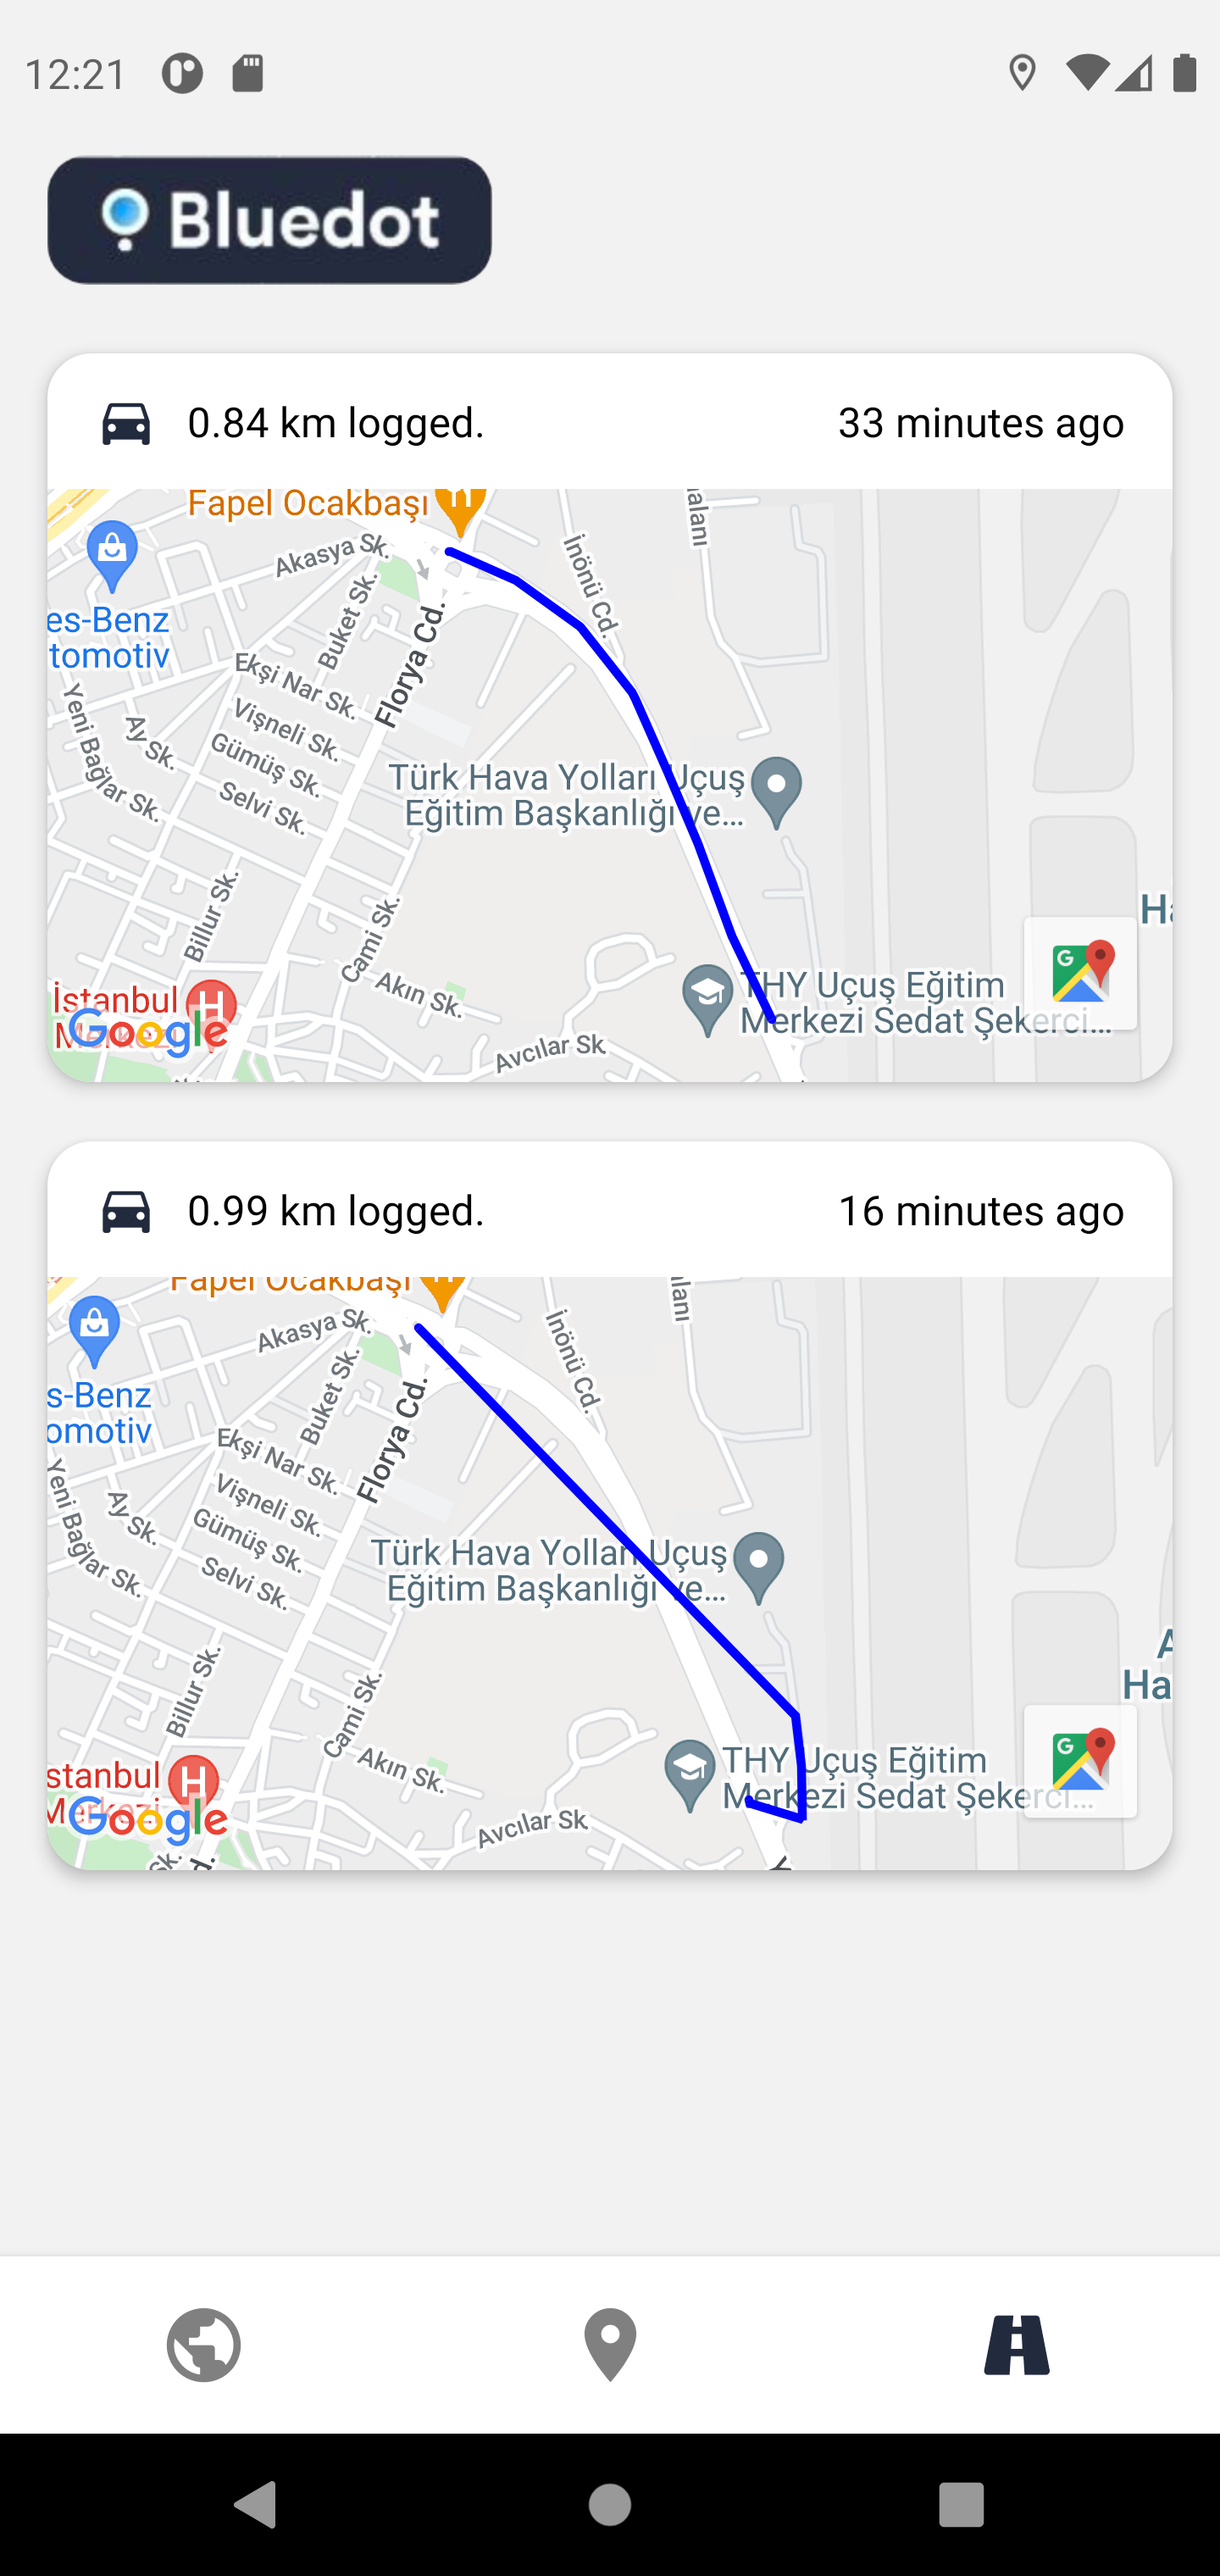 12:21
Bluedot
0.84 km logged.
33 minutes ago
Fapel Ocakbaşı
alanı
Akasya Sk.
İnönü Cd.
es-Benz
tomotiv
Buket Sk.
Florya Cd.
Ekşi Nar Sk.
Yeni Bağlar Sk.
Ay Sk.
Vişneli Sk.
Gümüş Sk.
Selvi Sk.
Türk Hava Yolları Uçuş
Eğitim Başkanlığı ve...
Billur Sk.
Cami Sk.
Akın Sk.
İstanbul
Merkezi
Google
THY Uçuş Eğitim
Merkezi Sedat Şekerci...
Avcılar Sk.
Ha
0.99 km logged.
16 minutes ago
Fapel Ocakbaşı
alanı
Akasya Sk.
İnönü Cd.
s-Benz
omotiv
Buket Sk.
Florya Cd.
Ekşi Nar Sk.
Yeni Bağlar Sk.
Ay Sk.
Vişneli Sk.
Gümüş Sk.
Selvi Sk.
Türk Hava Yolları Uçuş
Eğitim Başkanlığı ve...
Billur Sk.
Cami Sk.
Akın Sk.
A
Ha
stanbul
Merkezi
Google
THY Uçuş Eğitim
Merkezi Sedat Şekerci...
Avcılar Sk.
Sk.
d.
Y